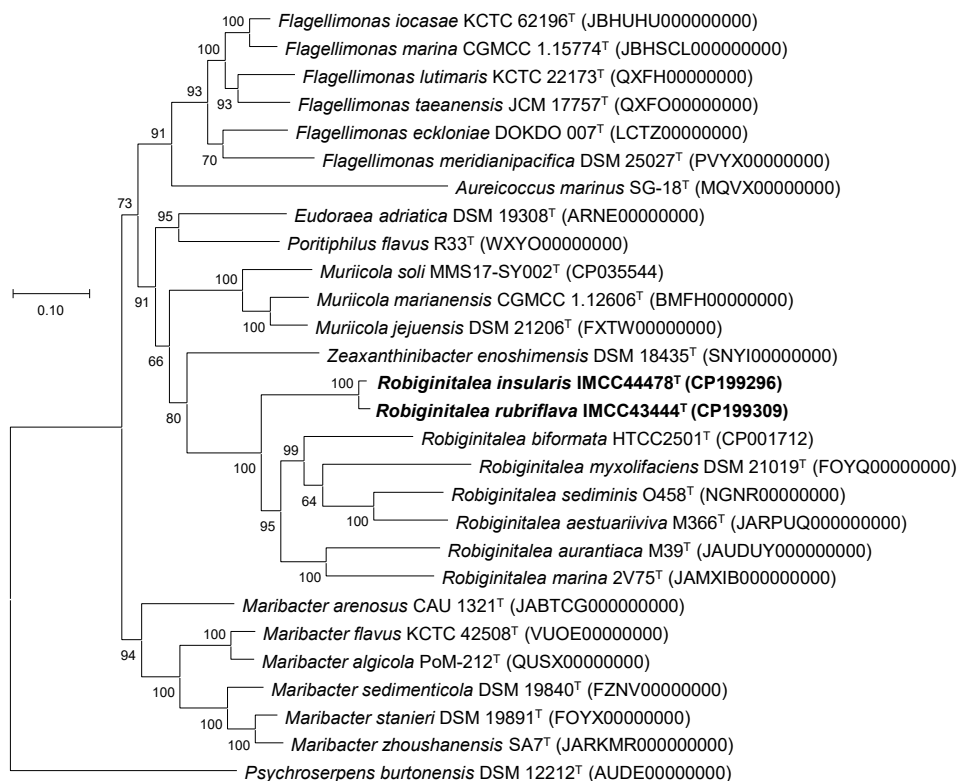 Flagellimonas iocasae KCTC 62196ᵀ (JBHUHU000000000)
Flagellimonas marina CGMCC 1.15774ᵀ (JBHSCL000000000)
Flagellimonas lutimaris KCTC 22173ᵀ (QXFH00000000)
Flagellimonas taeanensis JCM 17757ᵀ (QXFO00000000)
Flagellimonas eckloniae DOKDO 007ᵀ (LCTZ00000000)
Flagellimonas meridianipacifica DSM 25027ᵀ (PVYX00000000)
Aureicoccus marinus SG-18ᵀ (MQVX00000000)
Eudoraea adriatica DSM 19308ᵀ (ARNE00000000)
Poritiphilus flavus R33ᵀ (WXYO00000000)
Muriicola soli MMS17-SY002ᵀ (CP035544)
Muriicola marianensis CGMCC 1.12606ᵀ (BMFH00000000)
Muriicola jejuensis DSM 21206ᵀ (FXTW00000000)
Zeaxanthinibacter enoshimensis DSM 18435ᵀ (SNYI00000000)
Robiginitalea insularis IMCC44478ᵀ (CP199296)
Robiginitalea rubriflava IMCC43444ᵀ (CP199309)
Robiginitalea biformata HTCC2501ᵀ (CP001712)
Robiginitalea myxolifaciens DSM 21019ᵀ (FOYQ00000000)
Robiginitalea sediminis O458ᵀ (NGNR00000000)
Robiginitalea aestuariiviva M366ᵀ (JARPUQ000000000)
Robiginitalea aurantiaca M39ᵀ (JAUDUY000000000)
Robiginitalea marina 2V75ᵀ (JAMXIB000000000)
Maribacter arenosus CAU 1321ᵀ (JABTCG000000000)
Maribacter flavus KCTC 42508ᵀ (VUOE00000000)
Maribacter algicola PoM-212ᵀ (QUSX00000000)
Maribacter sedimenticola DSM 19840ᵀ (FZNV00000000)
Maribacter stanieri DSM 19891ᵀ (FOYX00000000)
Maribacter zhoushanensis SA7ᵀ (JARKMR000000000)
Psychroserpens burtonensis DSM 12212ᵀ (AUDE00000000)
100
100
93
93
91
70
73
95
100
91
100
66
100
80
99
100
64
100
95
100
0.10
94
100
100
100
100